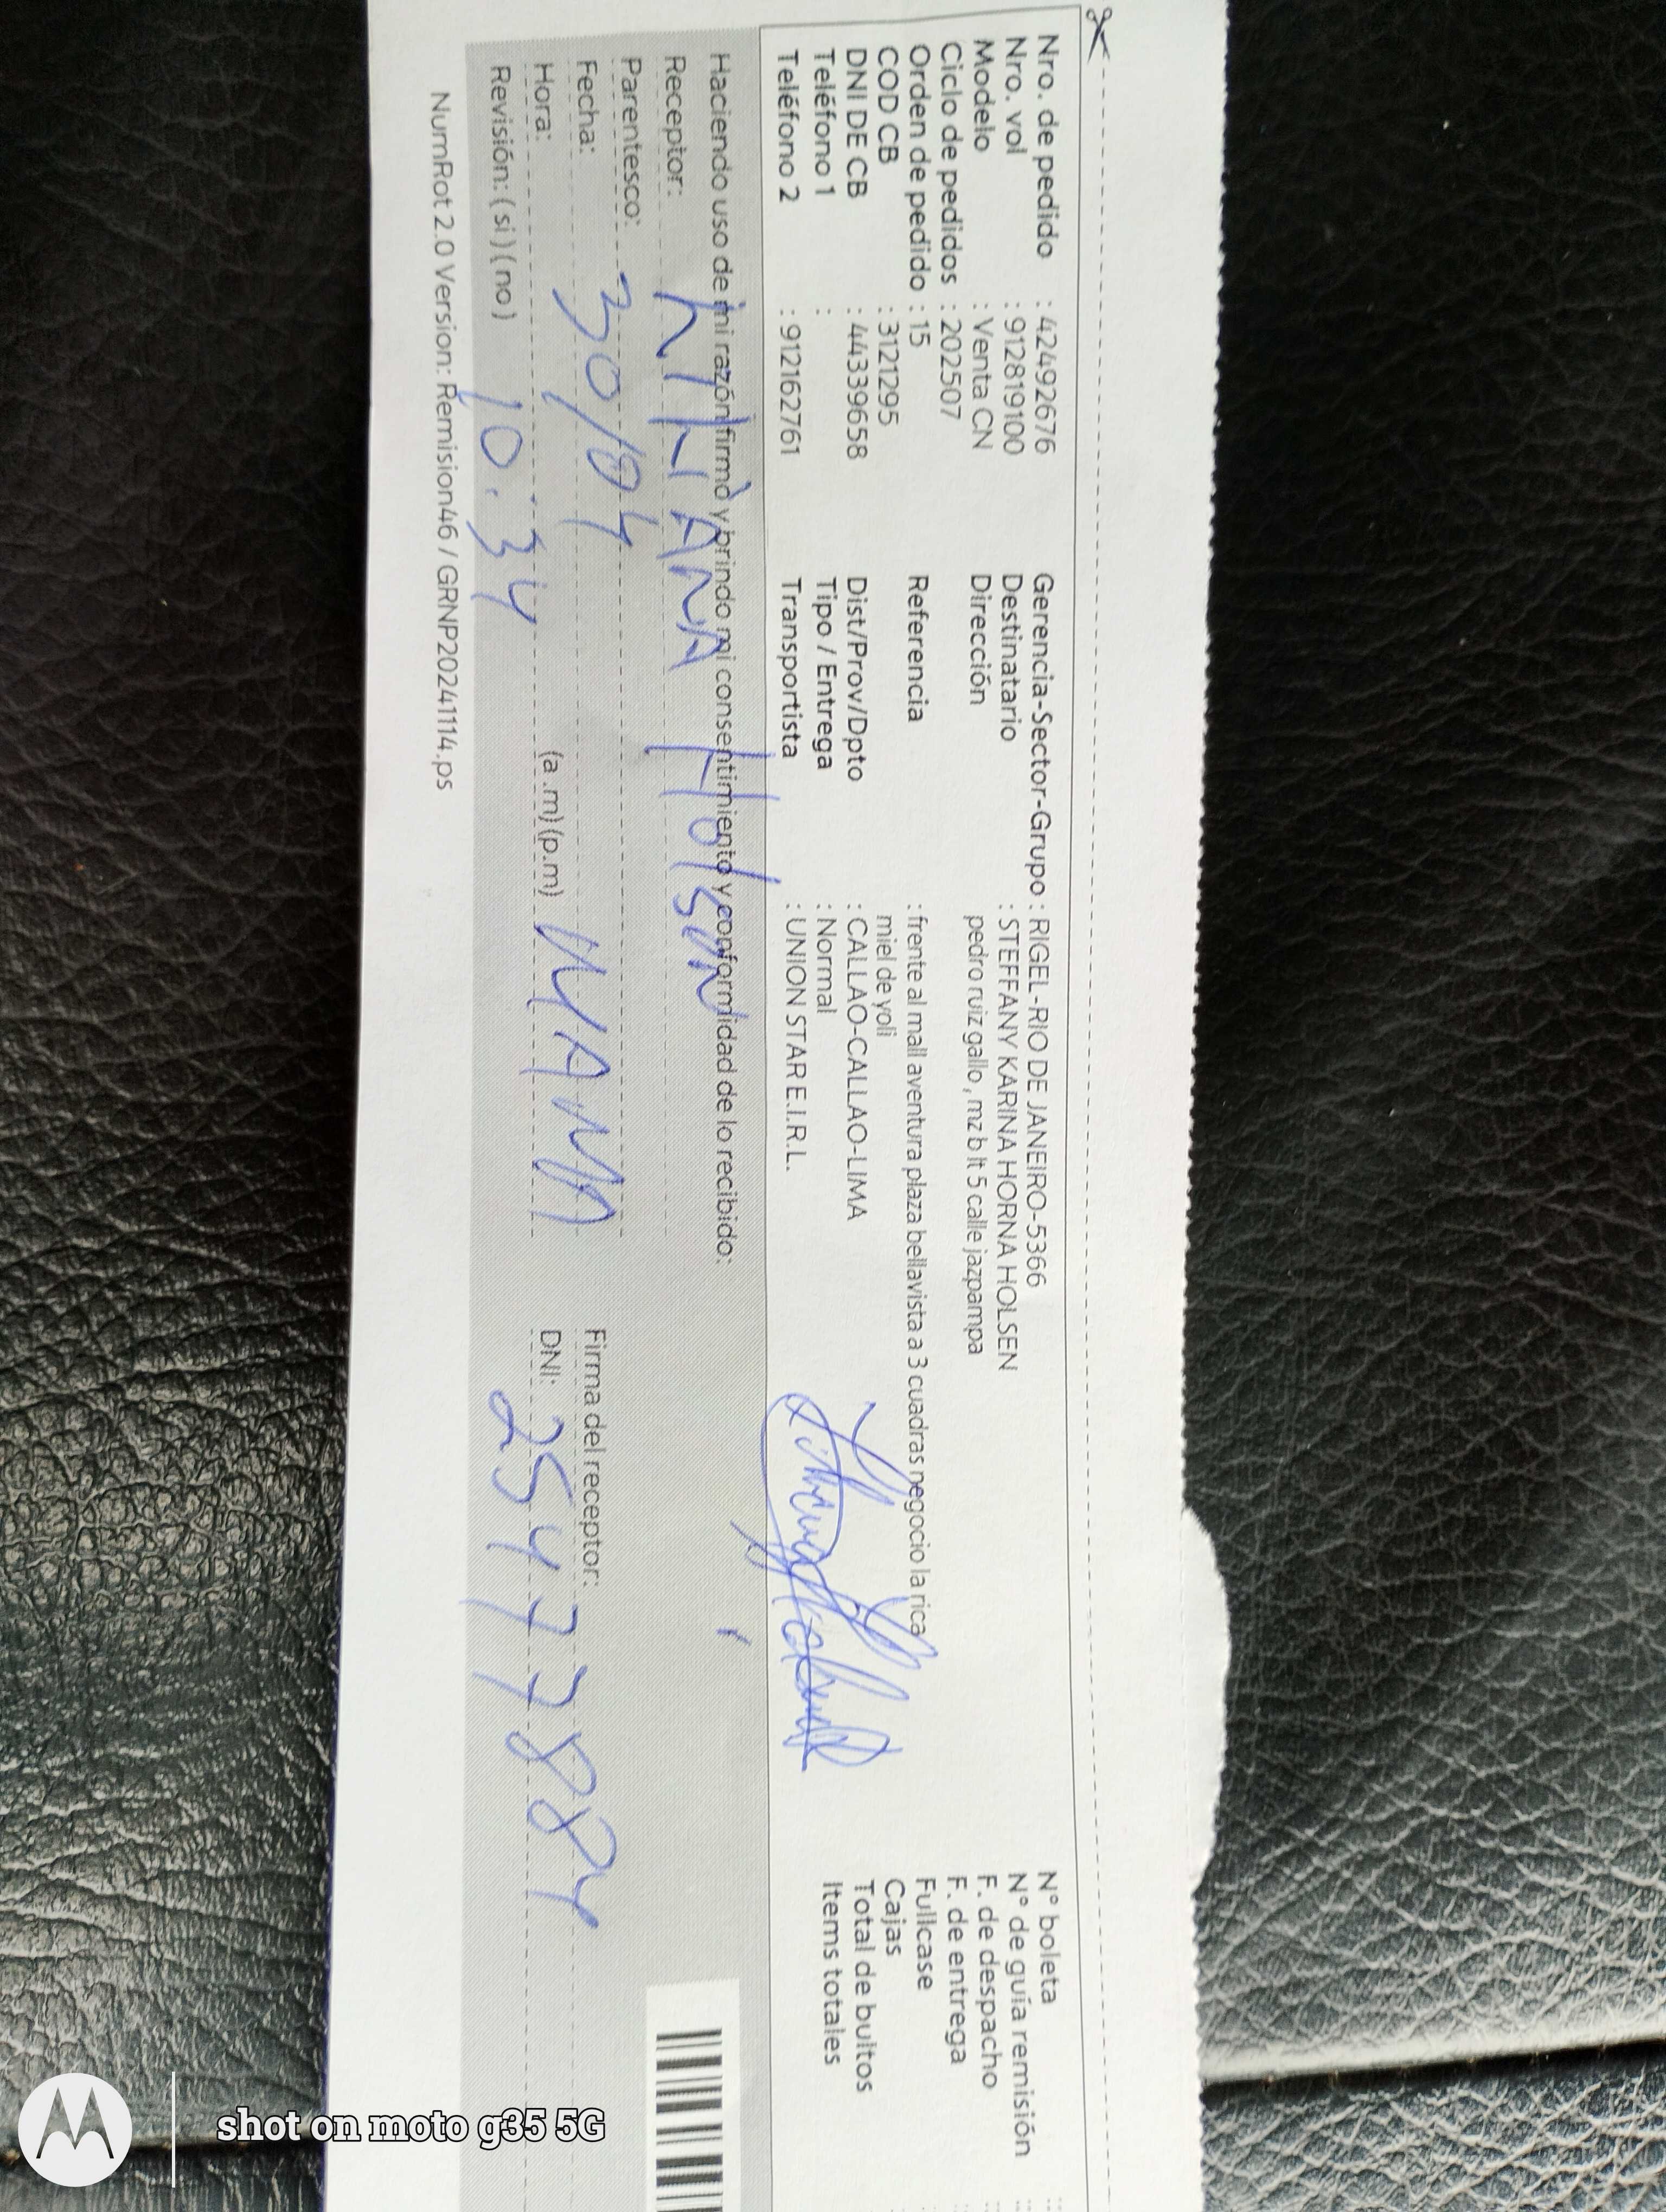 Nro. de pedido : 42492676
Nro. vol : 912819100
Modelo : Venta CN
Ciclo de pedidos : 202507
Orden de pedido : 15
COD CB : 3121295
DNI DE CB : 44339658
Teléfono 1 :
Teléfono 2 : 912162761
Gerencia-Sector-Grupo : RIGEL-RIO DE JANEIRO-5366
Destinatario : STEFFANY KARINA HORNA HOLSEN
Dirección pedro ruiz gallo , mz b lt 5 calle jazpampa
Referencia : frente al mall aventura plaza bellavista a 3 cuadras negocio la rica
miel de yoli
Dist/Prov/Dpto : CALLAO-CALLAO-LIMA
Tipo / Entrega : Normal
Transportista : UNION STAR E.I.R.L.
N° boleta :
N° de guía remisión :
F. de despacho :
F. de entrega :
Fullcase :
Cajas :
Total de bultos
Items totales
Haciendo uso de mi razón firmo y brindo mi consentimiento y conformidad de lo recibido:
Receptor:
Parentesco: MAMA
Fecha: 30/04
Hora: 10:34 (a .m) (p.m)
Revisión: ( si ) ( no )
Firma del receptor:
DNI: 25477884
NumRot 2.0 Version: Remision46 / GRNP20241114.ps
shot on moto g35 5G